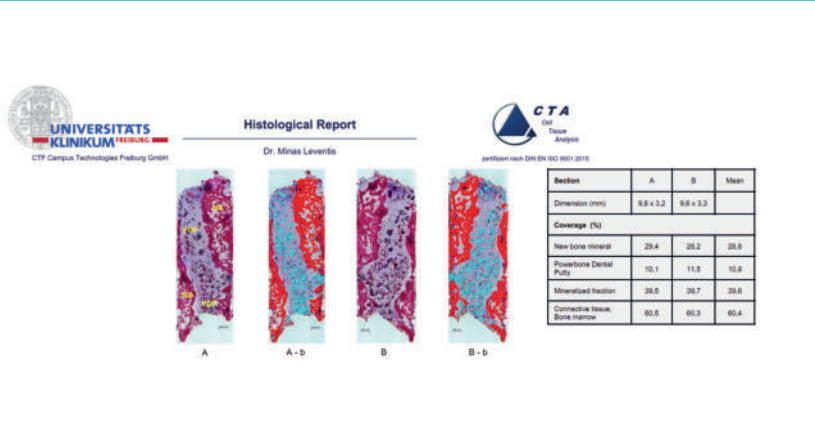 UNIVERSITÄTS
KLINIKUM FREIBURG
CTF Campus Technologies Freiburg GmbH
Histological Report
Dr. Minas Leventis
CTA
Cell
Tissue
Analysis
zertifiziert nach DIN EN ISO 9001:2015
NB
PDP
NB
PDP
A
A - b
B
B - b
Section A B Mean
Dimension (mm) 9,8 x 3,2 9,6 x 3,3
Coverage (%)
New bone mineral 29,4 28,2 28,8
Powerbone Dental Putty 10,1 11,5 10,8
Mineralized fraction 39,5 39,7 39,6
Connective tissue, Bone marrow 60,5 60,3 60,4